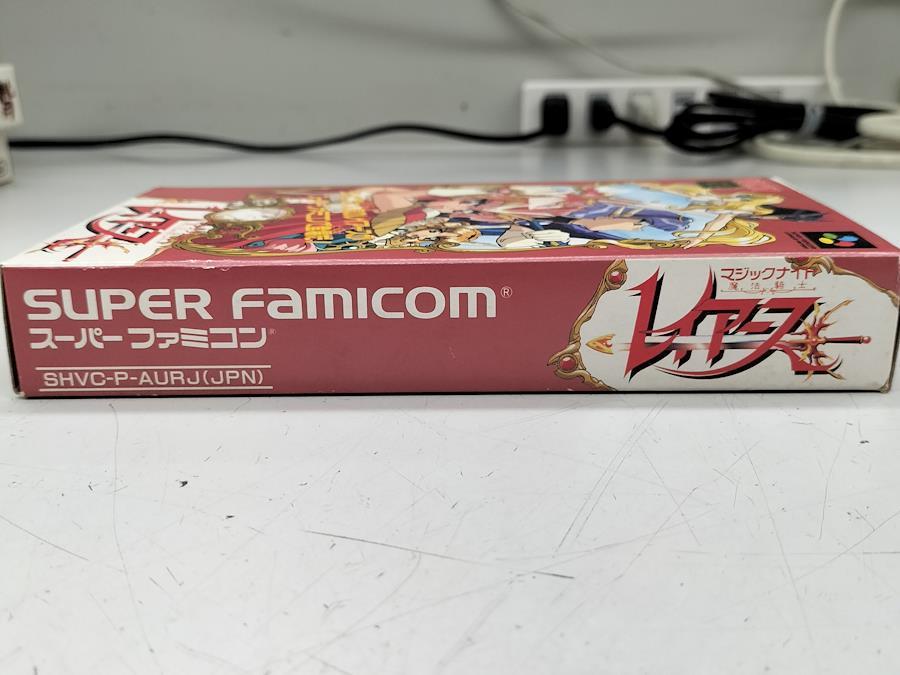 SUPER FAMICOM®
スーパーファミコン®
SHVC-P-AURJ(JPN)
マジックナイト
魔法騎士
レイアース